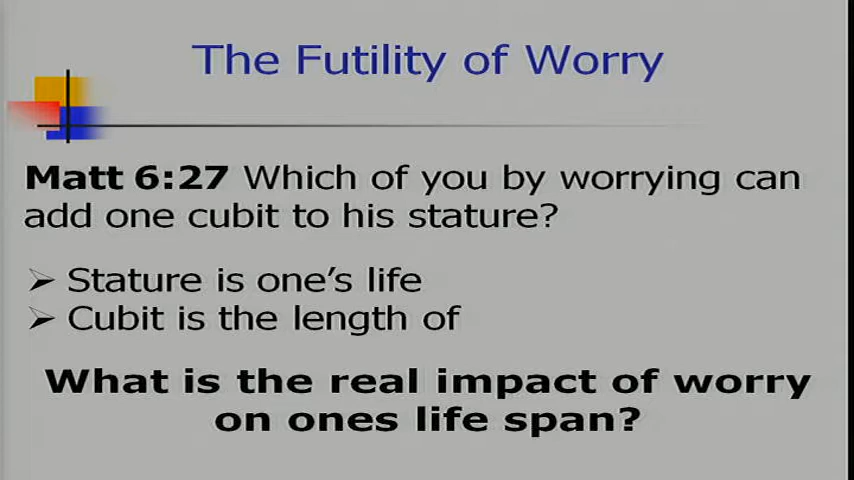 The Futility of Worry
Matt 6:27 Which of you by worrying can
add one cubit to his stature?
➢ Stature is one's life
➢ Cubit is the length of
What is the real impact of worry
on ones life span?